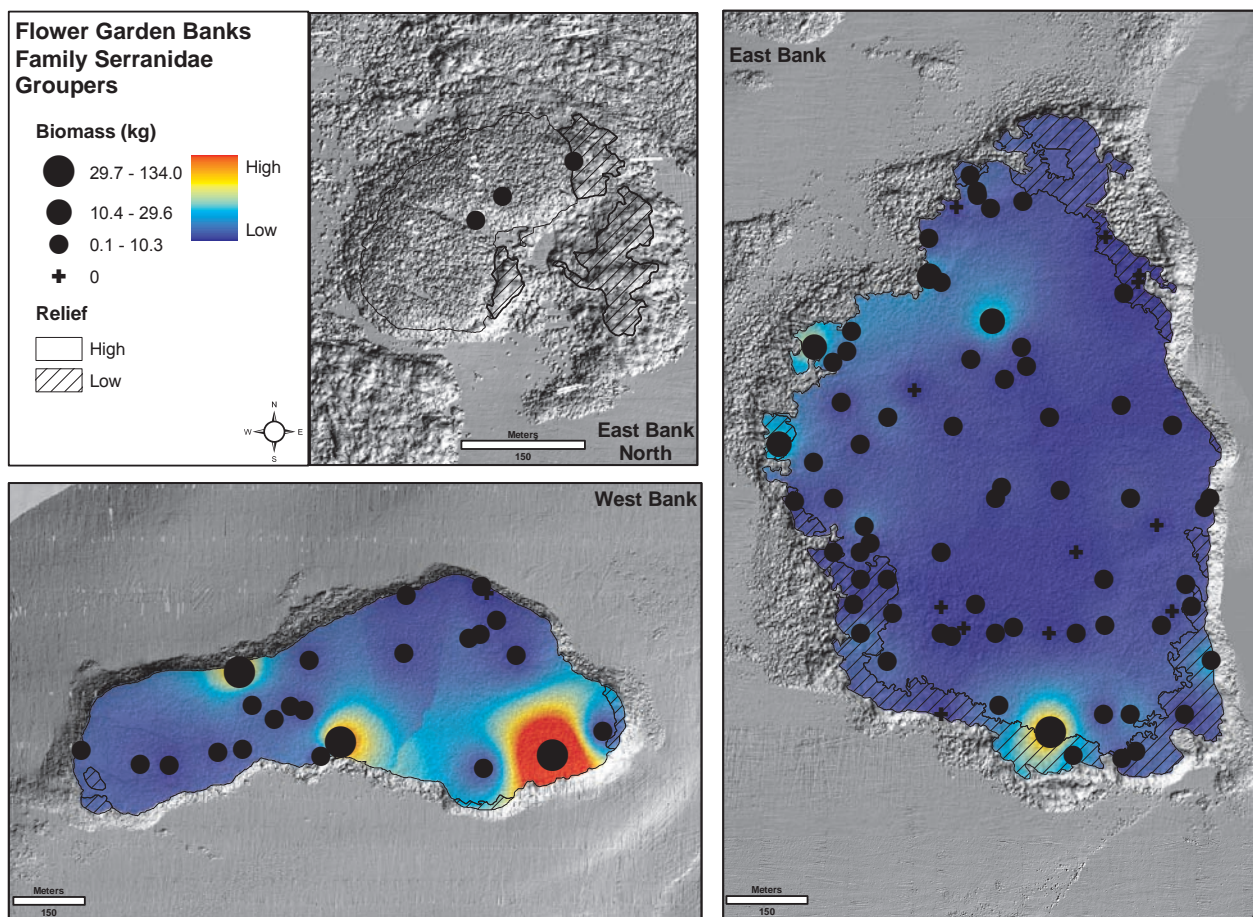 Flower Garden Banks
Family Serranidae
Groupers
Biomass (kg)
29.7 - 134.0
10.4 - 29.6
0.1 - 10.3
0
High
Low
Relief
High
Low
N
W E
S
Meters
150
East Bank
North
East Bank
Meters
150
West Bank
Meters
150